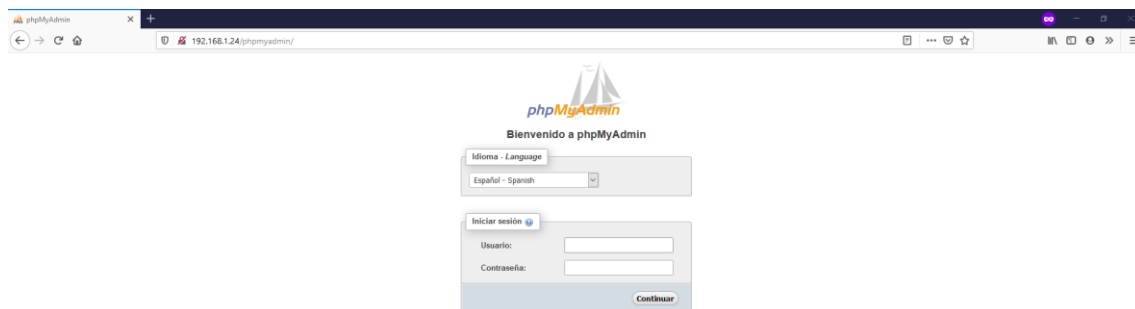 phpMyAdmin
192.168.1.24/phpmyadmin/
phpMyAdmin
Bienvenido a phpMyAdmin
Idioma - Language
Español - Spanish
Iniciar sesión
Usuario:
Contraseña:
Continuar